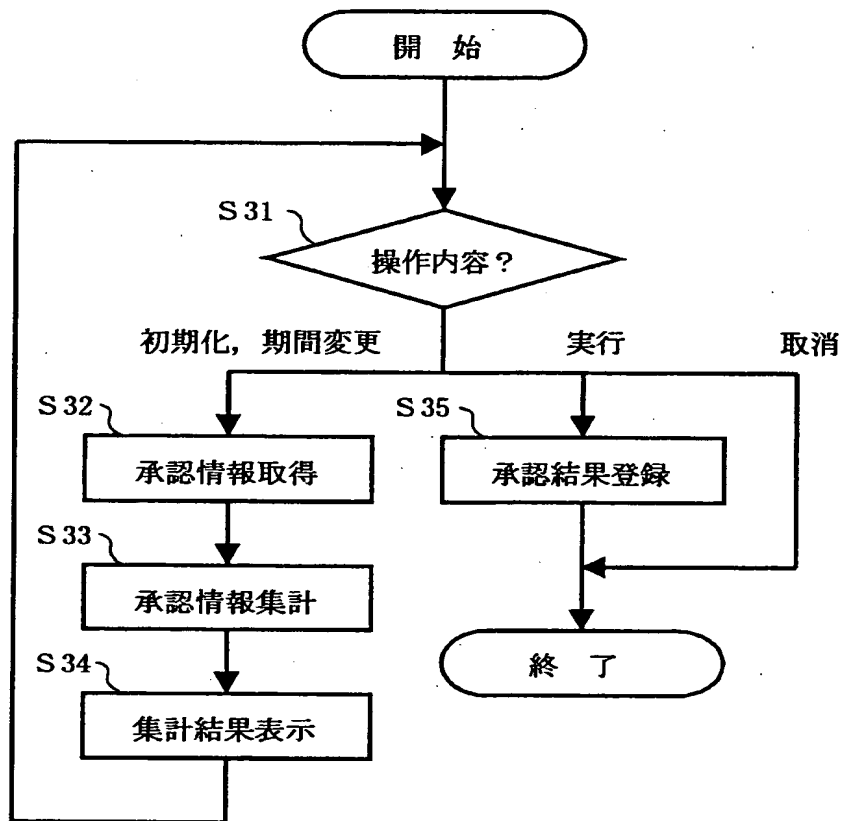 開 始
S31
操作内容？
初期化，期間変更
実行
取消
S32
承認情報取得
S35
承認結果登録
S33
承認情報集計
S34
集計結果表示
終 了